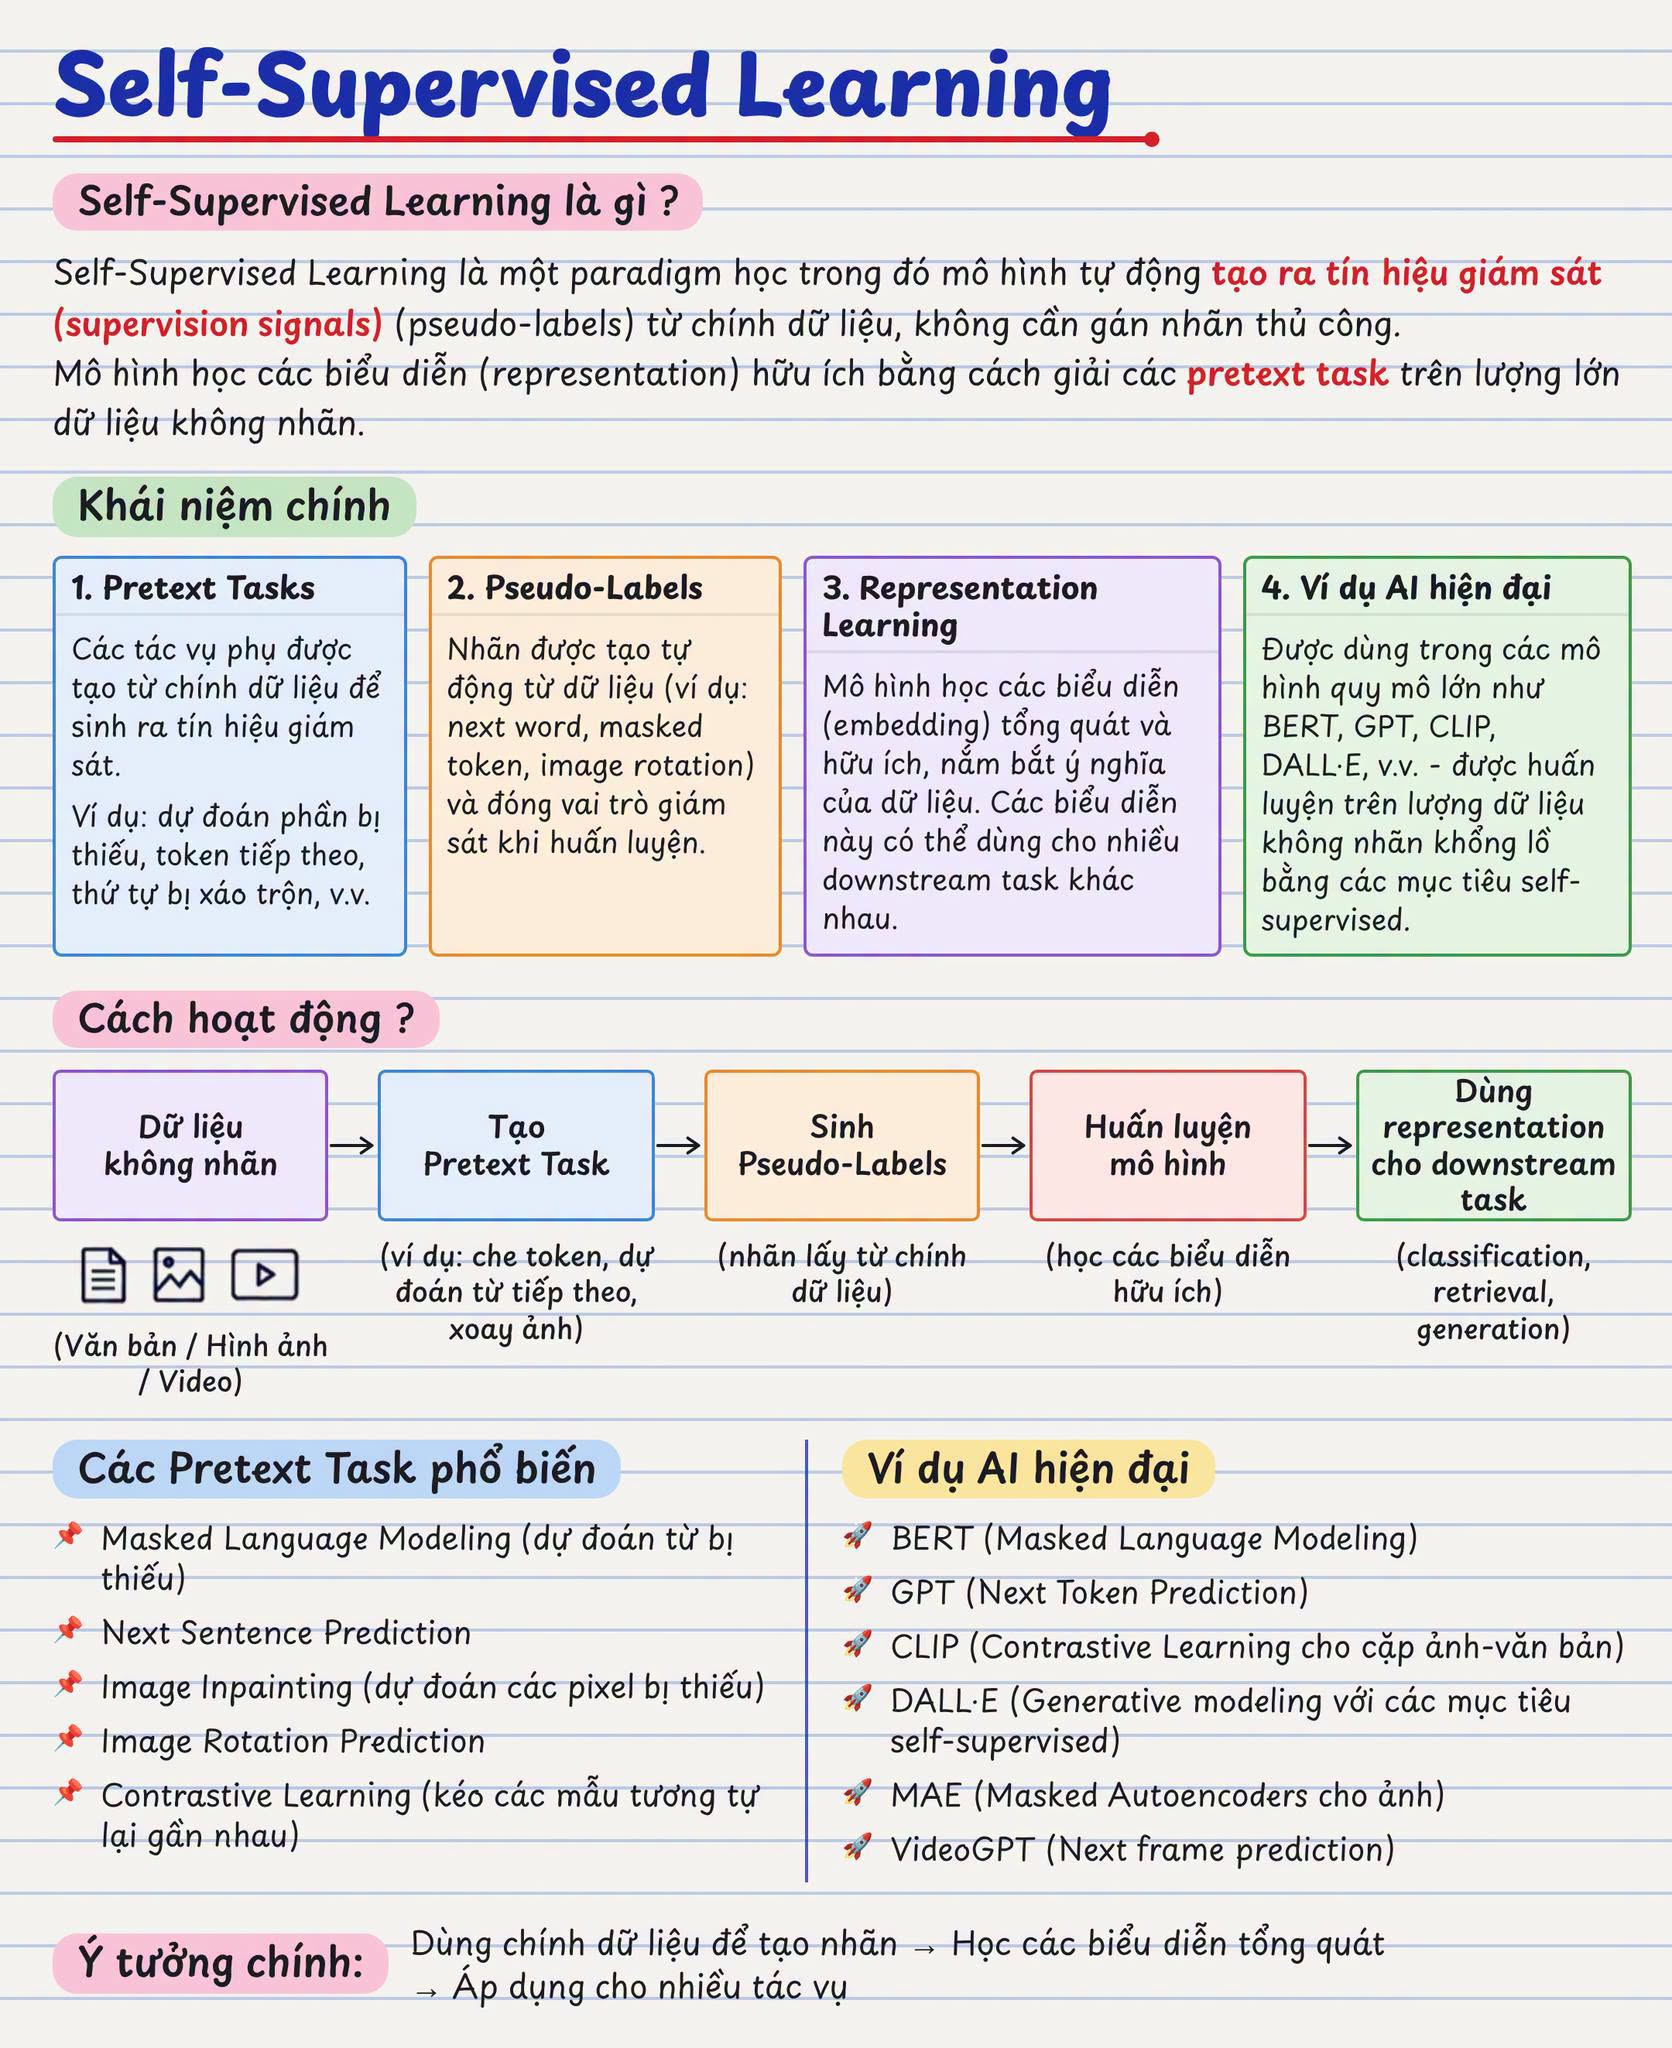 Self-Supervised Learning
Self-Supervised Learning là gì ?
Self-Supervised Learning là một paradigm học trong đó mô hình tự động tạo ra tín hiệu giám sát
(supervision signals) (pseudo-labels) từ chính dữ liệu, không cần gán nhãn thủ công.
Mô hình học các biểu diễn (representation) hữu ích bằng cách giải các pretext task trên lượng lớn
dữ liệu không nhãn.
Khái niệm chính
1. Pretext Tasks
Các tác vụ phụ được
tạo từ chính dữ liệu để
sinh ra tín hiệu giám
sát.
Ví dụ: dự đoán phần bị
thiếu, token tiếp theo,
thứ tự bị xáo trộn, v.v.
2. Pseudo-Labels
Nhãn được tạo tự
động từ dữ liệu (ví dụ:
next word, masked
token, image rotation)
và đóng vai trò giám
sát khi huấn luyện.
3. Representation
Learning
Mô hình học các biểu diễn
(embedding) tổng quát và
hữu ích, nắm bắt ý nghĩa
của dữ liệu. Các biểu diễn
này có thể dùng cho nhiều
downstream task khác
nhau.
4. Ví dụ AI hiện đại
Được dùng trong các mô
hình quy mô lớn như
BERT, GPT, CLIP,
DALL·E, v.v. - được huấn
luyện trên lượng dữ liệu
không nhãn khổng lồ
bằng các mục tiêu self-
supervised.
Cách hoạt động ?
Dữ liệu
không nhãn
(Văn bản / Hình ảnh
/ Video)
→
Tạo
Pretext Task
(ví dụ: che token, dự
đoán từ tiếp theo,
xoay ảnh)
→
Sinh
Pseudo-Labels
(nhãn lấy từ chính
dữ liệu)
→
Huấn luyện
mô hình
(học các biểu diễn
hữu ích)
→
Dùng
representation
cho downstream
task
(classification,
retrieval,
generation)
Các Pretext Task phổ biến
Masked Language Modeling (dự đoán từ bị
thiếu)
Next Sentence Prediction
Image Inpainting (dự đoán các pixel bị thiếu)
Image Rotation Prediction
Contrastive Learning (kéo các mẫu tương tự
lại gần nhau)
Ví dụ AI hiện đại
BERT (Masked Language Modeling)
GPT (Next Token Prediction)
CLIP (Contrastive Learning cho cặp ảnh-văn bản)
DALL·E (Generative modeling với các mục tiêu
self-supervised)
MAE (Masked Autoencoders cho ảnh)
VideoGPT (Next frame prediction)
Ý tưởng chính:
Dùng chính dữ liệu để tạo nhãn → Học các biểu diễn tổng quát
→ Áp dụng cho nhiều tác vụ